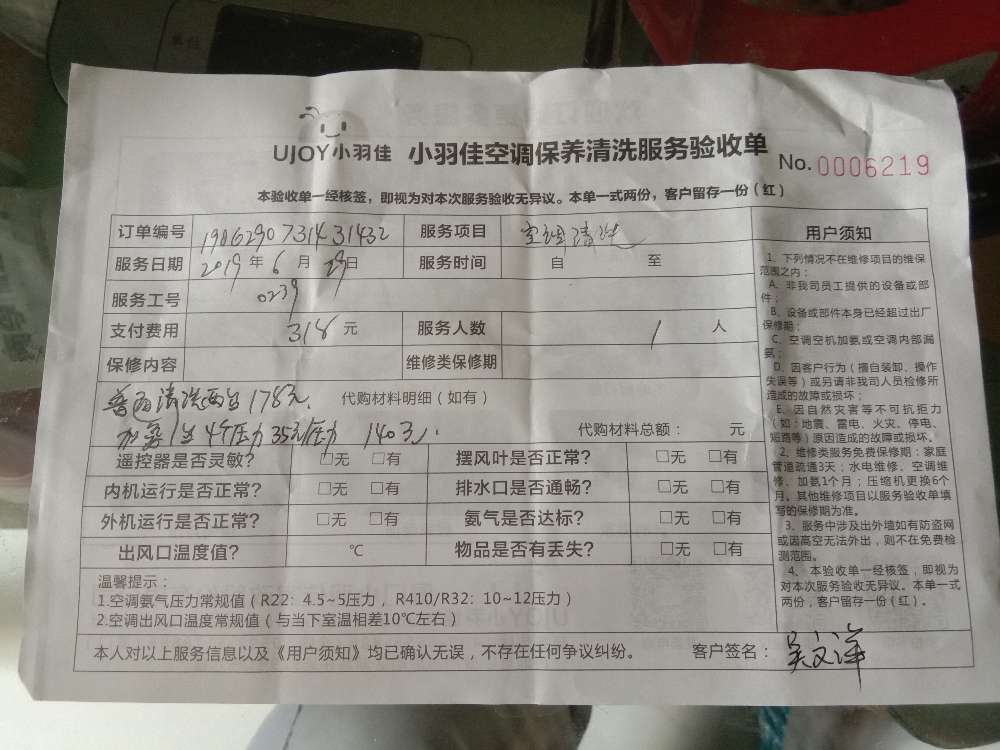 UJOY小羽佳 小羽佳空调保养清洗服务验收单 No.0006219
本验收单一经核签，即视为对本次服务验收无异议。本单一式两份，客户留存一份（红）
订单编号 1906290731431432 服务项目 空调清洗
服务日期 2019年6月29日 服务时间 自 至
服务工号 0239
支付费用 318元 服务人数 1人
保修内容 维修类保修期
普通清洗两台178元. 代购材料明细（如有）
加氨1台4个压力35元/压力 140元. 代购材料总额： 元
遥控器是否灵敏? □无 □有 摆风叶是否正常? □无 □有
内机运行是否正常? □无 □有 排水口是否通畅? □无 □有
外机运行是否正常? □无 □有 氨气是否达标? □无 □有
出风口温度值? ℃ 物品是否有丢失? □无 □有
温馨提示：
1.空调氨气压力常规值（R22：4.5~5压力，R410/R32：10~12压力）
2.空调出风口温度常规值（与当下室温相差10℃左右）
本人对以上服务信息以及《用户须知》均已确认无误，不存在任何争议纠纷。 客户签名：吴文洋
用户须知
1、下列情况不在维修项目的维保
范围之内：
A、非我司员工提供的设备或部
件；
B、设备或部件本身已经超过出厂
保修期；
C、空调空机加氨或空调内部漏
氨；
D、因客户行为（擅自装卸、操作
失误等）或另请非我司人员检修所
造成的故障或损坏；
E、因自然灾害等不可抗拒力
（如:地震、雷电、火灾、停电、
短路等）原因造成的故障或损坏。
2、维修类服务免费保修期：家庭
管道疏通3天；水电维修、空调维
修、加氨1个月；压缩机更换6个
月。其他维修项目以服务验收单填
写的保修期为准。
3、服务中涉及出外墙如有防盗网
或因高空无法外出，则不在免费检
测范围。
4、本验收单一经核签，即视为
对本次服务验收无异议。本单一式
两份，客户留存一份（红）。